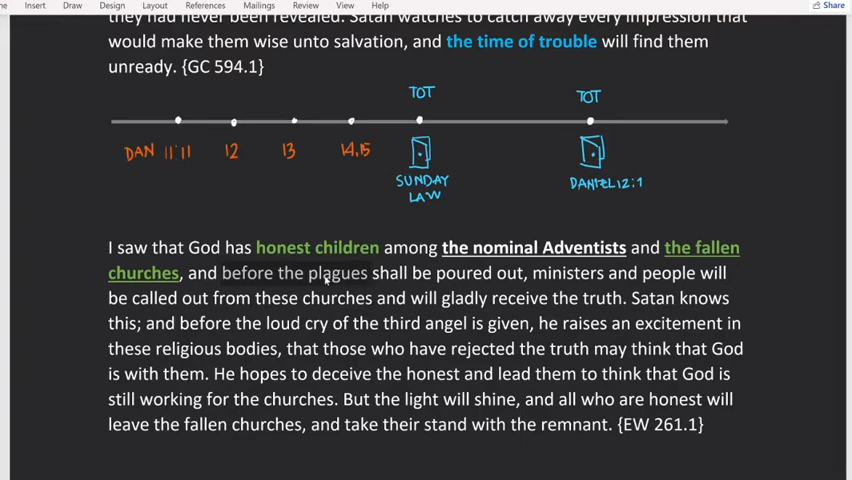 Insert Draw Design Layout References Mailings Review View Help Share
they had never been revealed. Satan watches to catch away every impression that
would make them wise unto salvation, and the time of trouble will find them
unready. {GC 594.1}
TOT TOT
DAN 11:11 12 13 14,15
SUNDAY DANIEL 12:1
LAW
I saw that God has honest children among the nominal Adventists and the fallen
churches, and before the plagues shall be poured out, ministers and people will
be called out from these churches and will gladly receive the truth. Satan knows
this; and before the loud cry of the third angel is given, he raises an excitement in
these religious bodies, that those who have rejected the truth may think that God
is with them. He hopes to deceive the honest and lead them to think that God is
still working for the churches. But the light will shine, and all who are honest will
leave the fallen churches, and take their stand with the remnant. {EW 261.1}